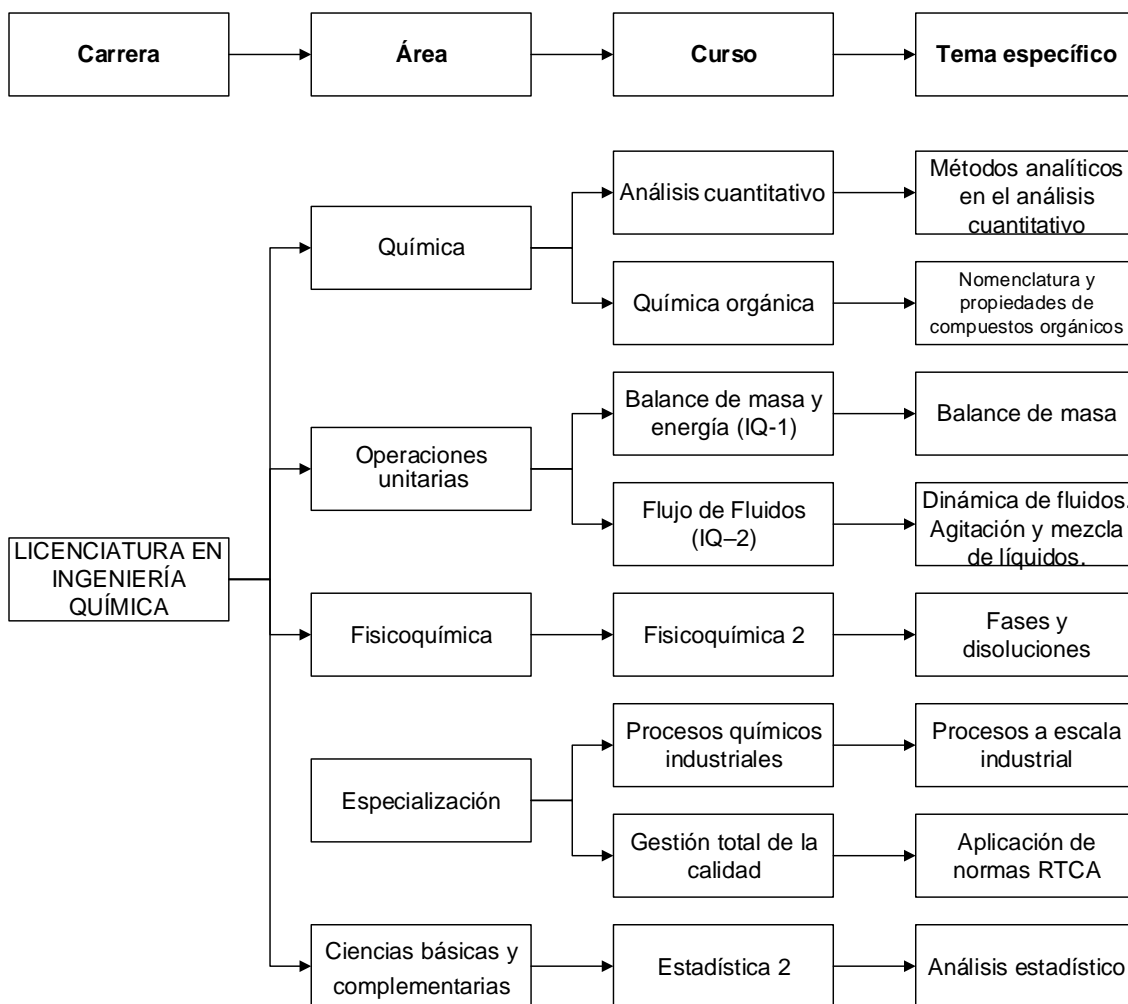 Carrera
Área
Curso
Tema específico
Análisis cuantitativo
Métodos analíticos
en el análisis
cuantitativo
Química
Química orgánica
Nomenclatura y
propiedades de
compuestos orgánicos
Balance de masa y
energía (IQ-1)
Balance de masa
Operaciones
unitarias
Flujo de Fluidos
(IQ–2)
Dinámica de fluidos.
Agitación y mezcla
de líquidos.
LICENCIATURA EN
INGENIERÍA
QUÍMICA
Fisicoquímica
Fisicoquímica 2
Fases y
disoluciones
Procesos químicos
industriales
Procesos a escala
industrial
Especialización
Gestión total de la
calidad
Aplicación de
normas RTCA
Ciencias básicas y
complementarias
Estadística 2
Análisis estadístico